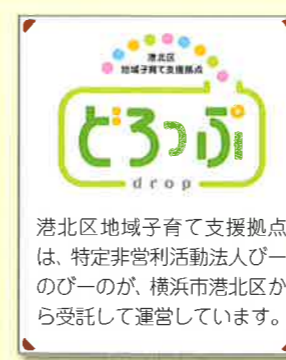 港北区
地域子育て支援拠点
どろっぷ
drop
港北区地域子育て支援拠点
は、特定非営利活動法人びー
のびーのが、横浜市港北区か
ら受託して運営しています。